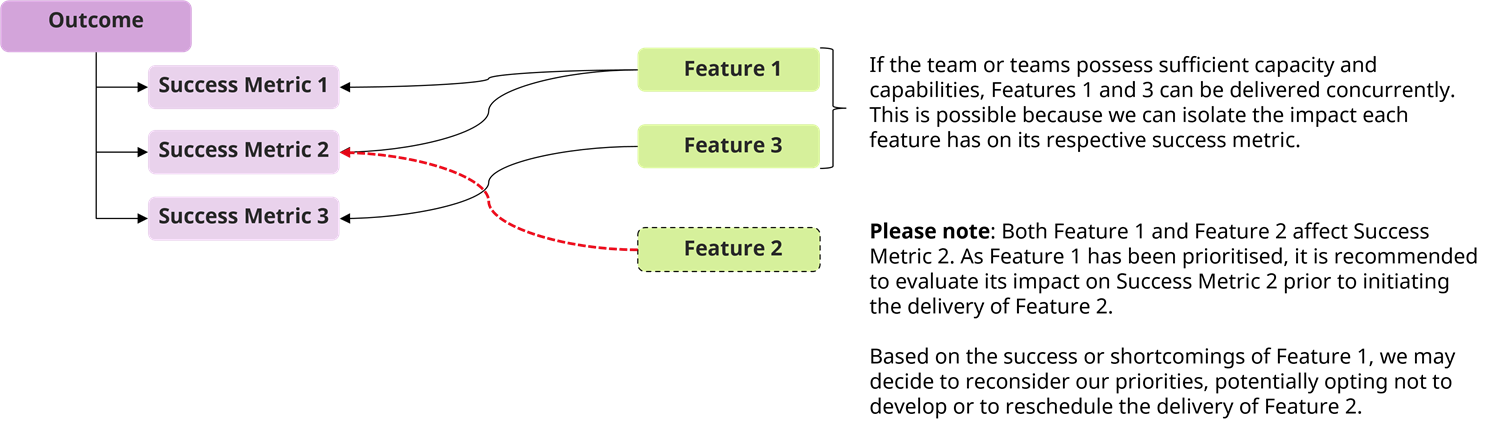 Outcome
Success Metric 1
Success Metric 2
Success Metric 3
Feature 1
Feature 3
Feature 2
If the team or teams possess sufficient capacity and
capabilities, Features 1 and 3 can be delivered concurrently.
This is possible because we can isolate the impact each
feature has on its respective success metric.
Please note: Both Feature 1 and Feature 2 affect Success
Metric 2. As Feature 1 has been prioritised, it is recommended
to evaluate its impact on Success Metric 2 prior to initiating
the delivery of Feature 2.
Based on the success or shortcomings of Feature 1, we may
decide to reconsider our priorities, potentially opting not to
develop or to reschedule the delivery of Feature 2.